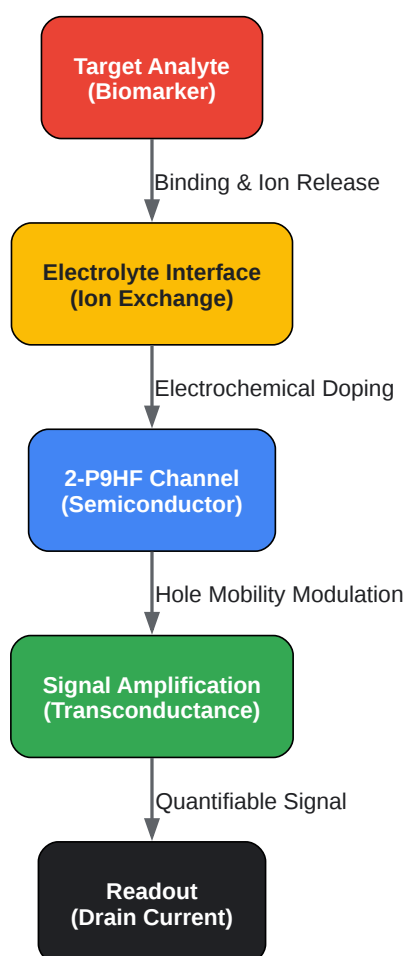 Target Analyte
(Biomarker)
Binding & Ion Release
Electrolyte Interface
(Ion Exchange)
Electrochemical Doping
2-P9HF Channel
(Semiconductor)
Hole Mobility Modulation
Signal Amplification
(Transconductance)
Quantifiable Signal
Readout
(Drain Current)